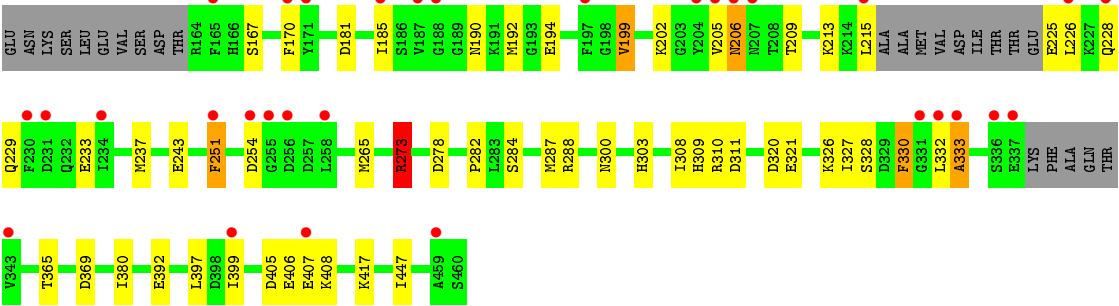 GLU ASN LYS SER LEU GLU GLU VAL SER ASP THR R164 F165 H166 S167 F170 Y171 D181 I185 S186 V187 G188 G189 N190 K191 M192 G193 E194 F197 G198 V199 K202 G203 Y204 V205 N206 N207 T208 T209 K213 K214 L215 ALA ALA MET VAL ASP ILE THR THR GLU E225 L226 K227 Q228
Q229 F230 D231 Q232 E233 I234 M237 E243 F251 D254 G255 D256 D257 L258 M265 R273 D278 P282 L283 S284 M287 R288 N300 H303 I308 H309 R310 D311 D320 E321 K326 I327 S328 D329 F330 G331 L332 A333 S336 E337 LYS PHE ALA GLN THR
V343 T365 D369 I380 E392 L397 D398 I399 D405 E406 E407 K408 K417 I447 A459 S460